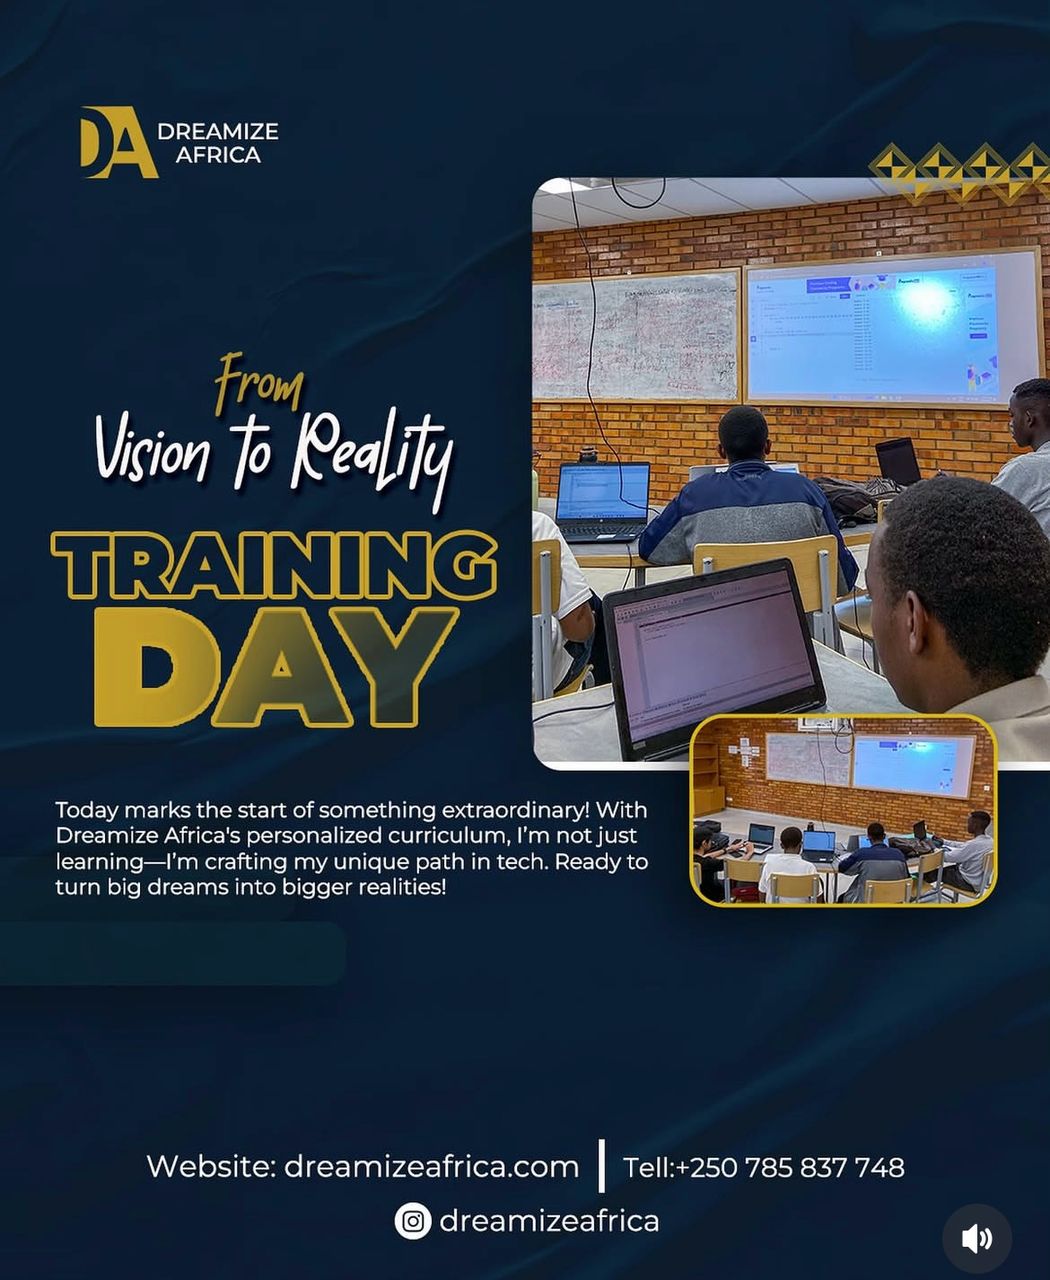 DREAMIZE
AFRICA
From
Vision to Reality
TRAINING
DAY
Today marks the start of something extraordinary! With
Dreamize Africa's personalized curriculum, I'm not just
learning—I'm crafting my unique path in tech. Ready to
turn big dreams into bigger realities!
Website: dreamizeafrica.com
Tell:+250 785 837 748
dreamizeafrica